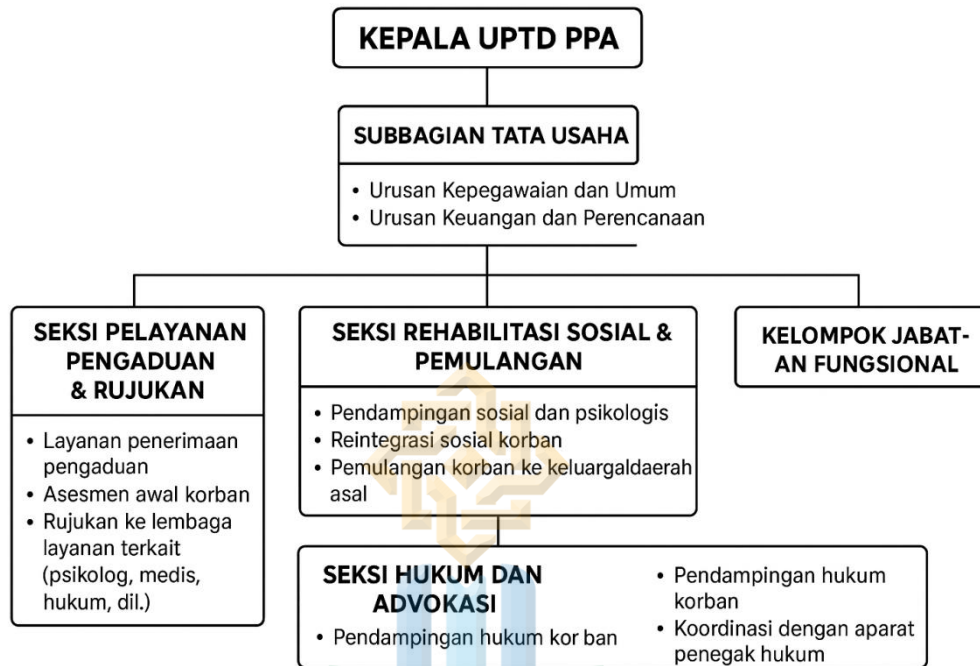 KEPALA UPTD PPA
SUBBAGIAN TATA USAHA
• Urusan Kepegawaian dan Umum
• Urusan Keuangan dan Perencanaan
SEKSI PELAYANAN
PENGADUAN
& RUJUKAN
• Layanan penerimaan
pengaduan
• Asesmen awal korban
• Rujukan ke lembaga
layanan terkait
(psikolog, medis,
hukum, dil.)
SEKSI REHABILITASI SOSIAL &
PEMULANGAN
• Pendampingan sosial dan psikologis
• Reintegrasi sosial korban
• Pemulangan korban ke keluargaldaerah
asal
KELOMPOK JABAT-
AN FUNGSIONAL
SEKSI HUKUM DAN
ADVOKASI
• Pendampingan hukum kor ban
• Pendampingan hukum
korban
• Koordinasi dengan aparat
penegak hukum